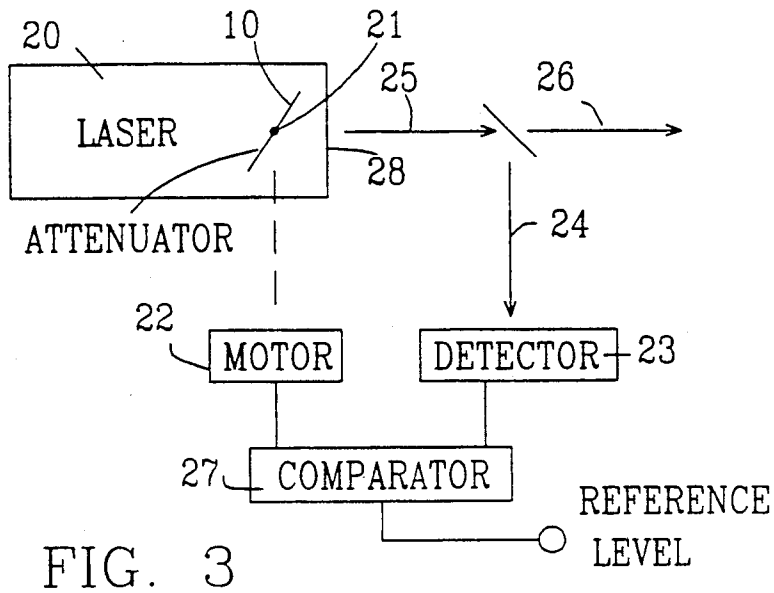 20
10
21
25
26
LASER
28
ATTENUATOR
24
22
MOTOR
DETECTOR
23
27
COMPARATOR
REFERENCE
LEVEL
FIG. 3